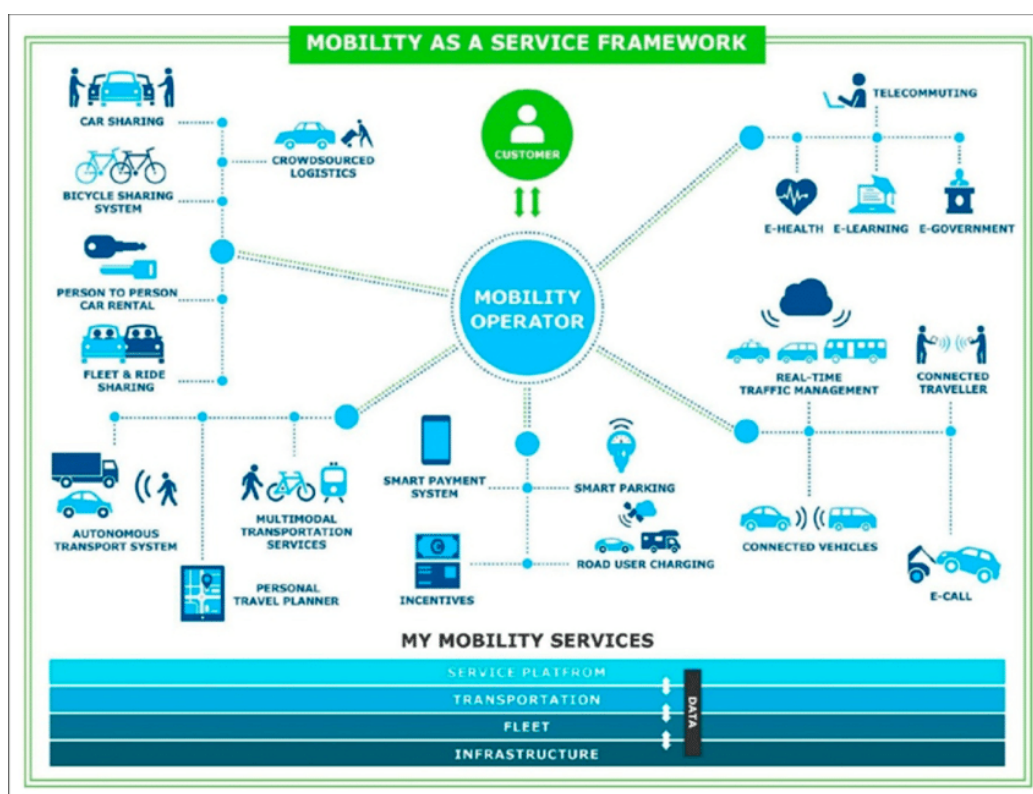 MOBILITY AS A SERVICE FRAMEWORK
CUSTOMER
MOBILITY
OPERATOR
CAR SHARING
CROWDSOURCED
LOGISTICS
BICYCLE SHARING
SYSTEM
PERSON TO PERSON
CAR RENTAL
FLEET & RIDE
SHARING
TELECOMMUTING
E-HEALTH
E-LEARNING
E-GOVERNMENT
REAL-TIME
TRAFFIC MANAGEMENT
CONNECTED
TRAVELLER
CONNECTED VEHICLES
E-CALL
AUTONOMOUS
TRANSPORT SYSTEM
MULTIMODAL
TRANSPORTATION
SERVICES
PERSONAL
TRAVEL PLANNER
SMART PAYMENT
SYSTEM
SMART PARKING
INCENTIVES
ROAD USER CHARGING
MY MOBILITY SERVICES
SERVICE PLATFROM
TRANSPORTATION
FLEET
INFRASTRUCTURE
DATA